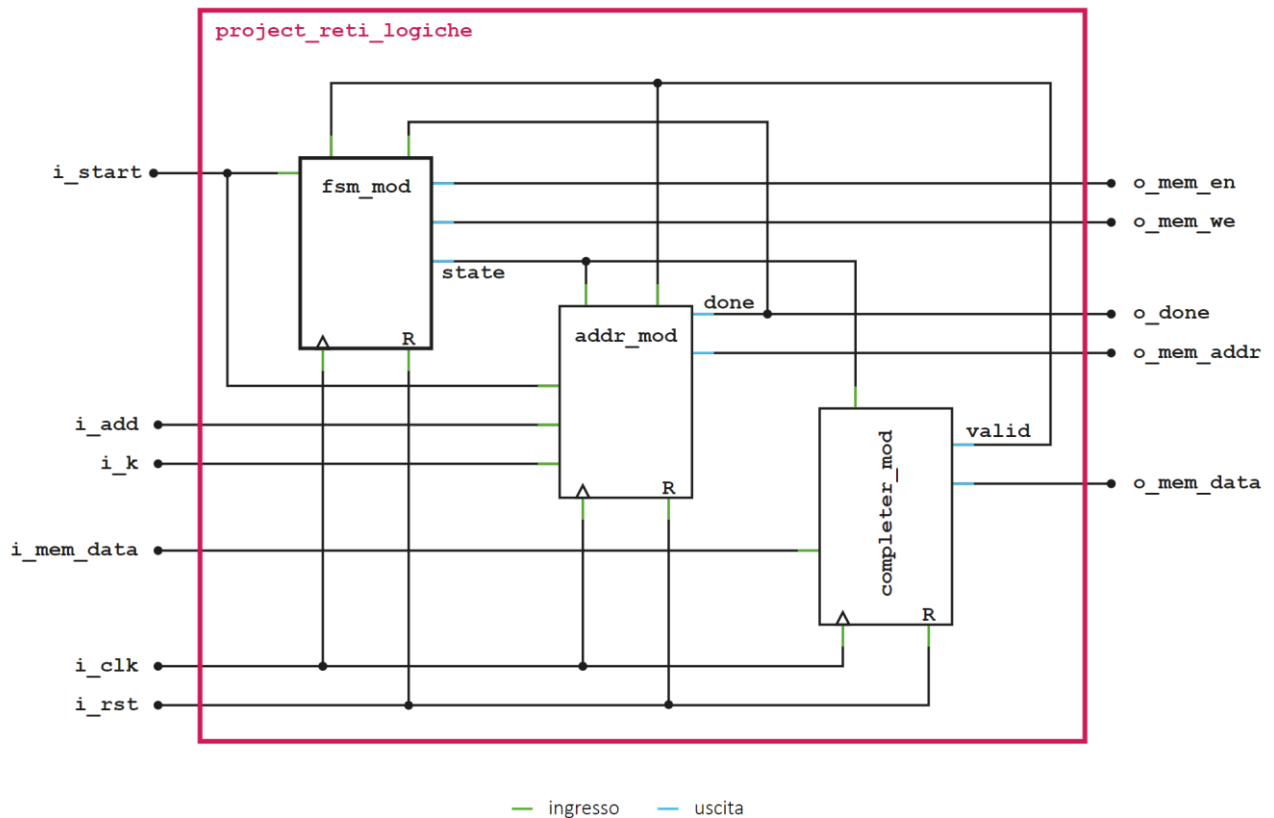 project_reti_logiche
i_start
fsm_mod
o_mem_en
o_mem_we
state
done
o_done
addr_mod
R
o_mem_addr
i_add
valid
i_k
completer_mod
o_mem_data
R
i_mem_data
R
i_clk
i_rst
ingresso
uscita